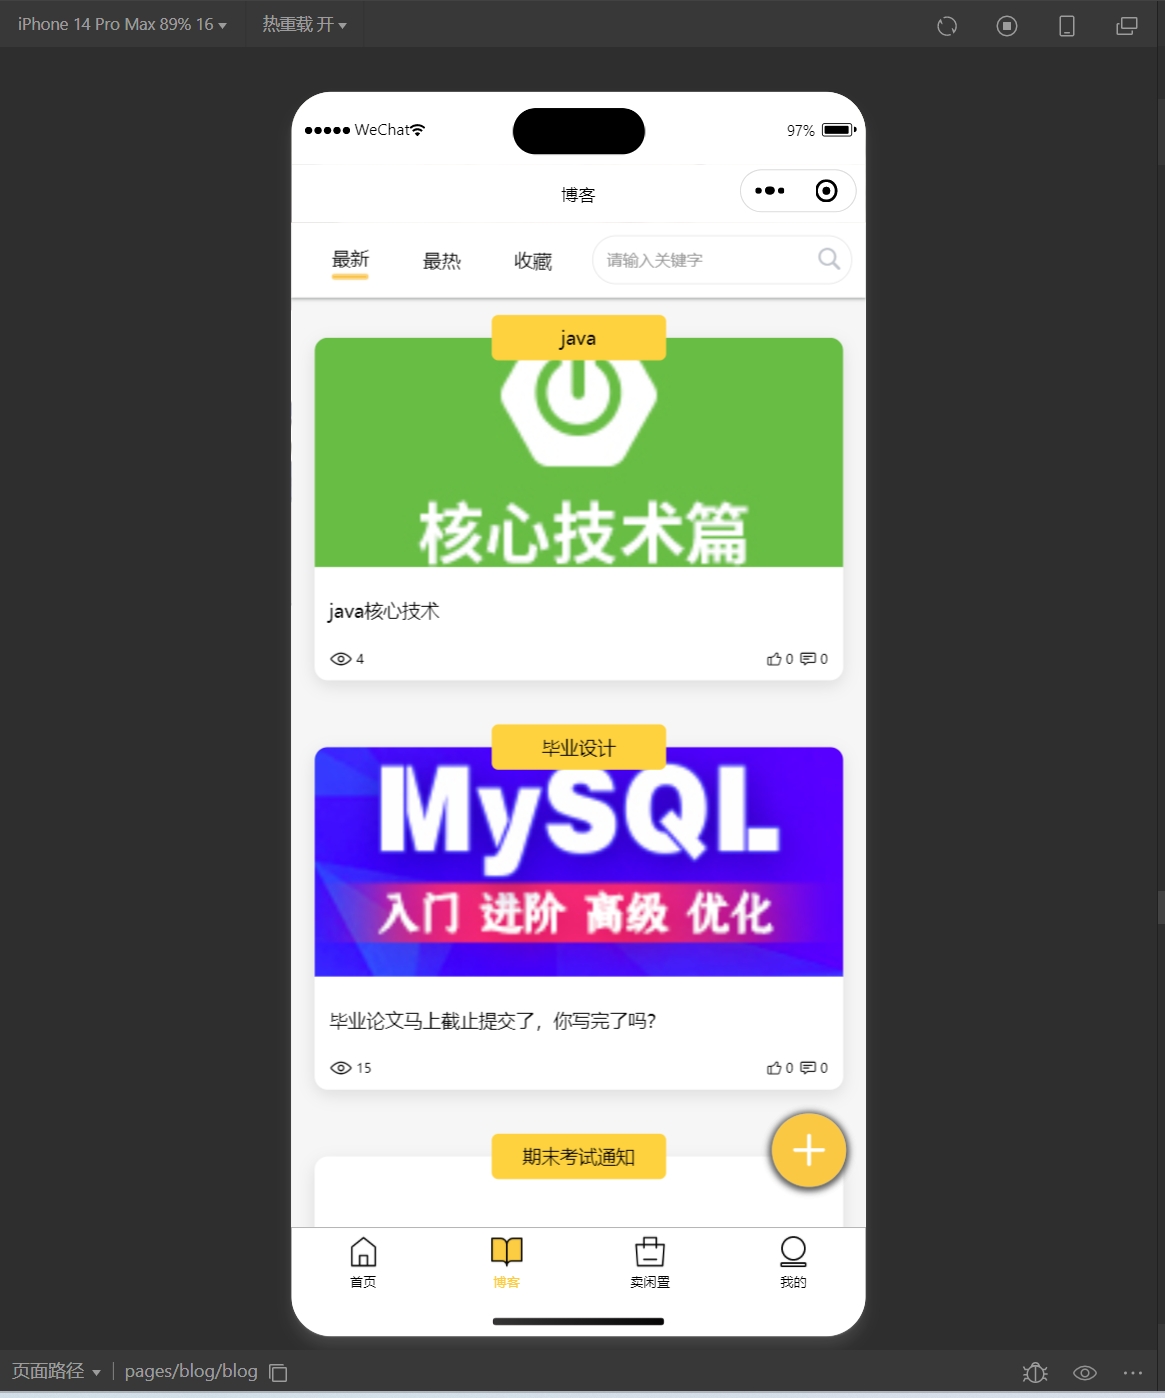 iPhone 14 Pro Max 89% 16
热重载 开
WeChat
97%
博客
最新 最热 收藏 请输入关键字
java
核心技术篇
java核心技术
4 0 0
毕业设计
MySQL
入门 进阶 高级 优化
毕业论文马上截止提交了，你写完了吗?
15 0 0
期末考试通知
首页 博客 卖闲置 我的
页面路径 pages/blog/blog